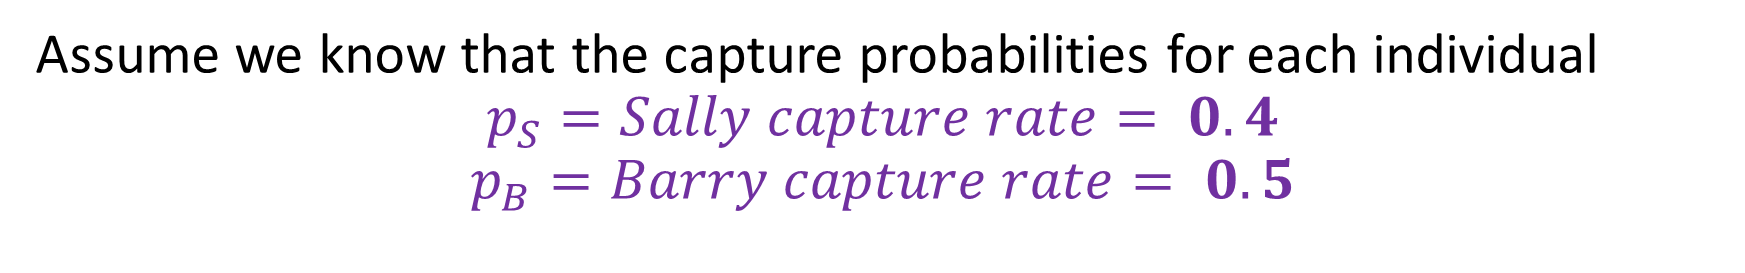 Assume we know that the capture probabilities for each individual
p_S = Sally capture rate = 0.4
p_B = Barry capture rate = 0.5